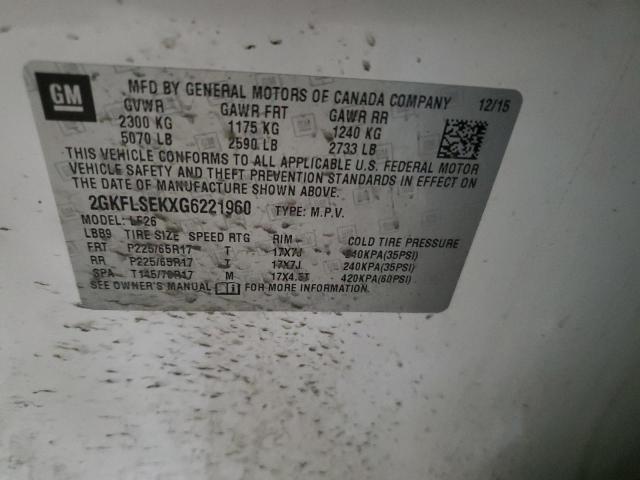 GM
MFD BY GENERAL MOTORS OF CANADA COMPANY 12/15
GVWR GAWR FRT GAWR RR
2300 KG 1175 KG 1240 KG
5070 LB 2590 LB 2733 LB
THIS VEHICLE CONFORMS TO ALL APPLICABLE U.S. FEDERAL MOTOR
VEHICLE SAFETY AND THEFT PREVENTION STANDARDS IN EFFECT ON
THE DATE OF MANUFACTURE SHOWN ABOVE.
2GKFLSEKXG6221960 TYPE: M.P.V.
MODEL: LF26
LBB9 TIRE SIZE SPEED RTG RIM COLD TIRE PRESSURE
FRT P225/65R17 T 17X7J 240KPA(35PSI)
RR P225/65R17 T 17X7J 240KPA(35PSI)
SPA T145/70R17 M 17X4.5T 420KPA(60PSI)
SEE OWNER'S MANUAL FOR MORE INFORMATION.